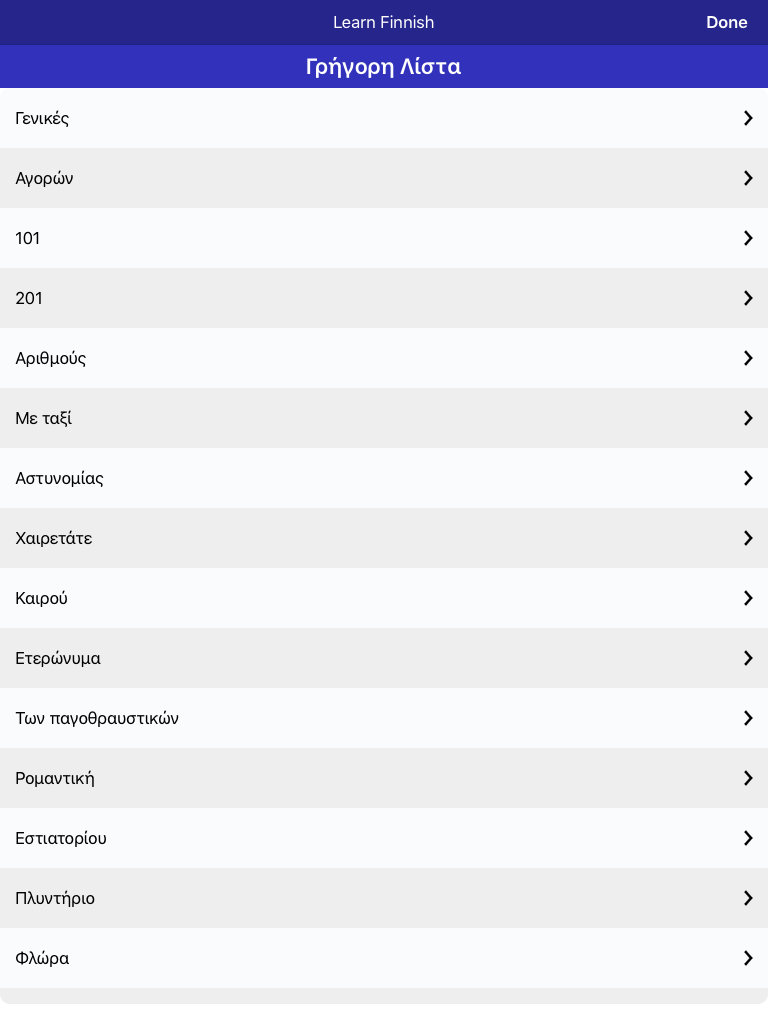 Learn Finnish
Done
Γρήγορη Λίστα
Γενικές
Αγορών
101
201
Αριθμούς
Με ταξί
Αστυνομίας
Χαιρετάτε
Καιρού
Ετερώνυμα
Των παγοθραυστικών
Ρομαντική
Εστιατορίου
Πλυντήριο
Φλώρα